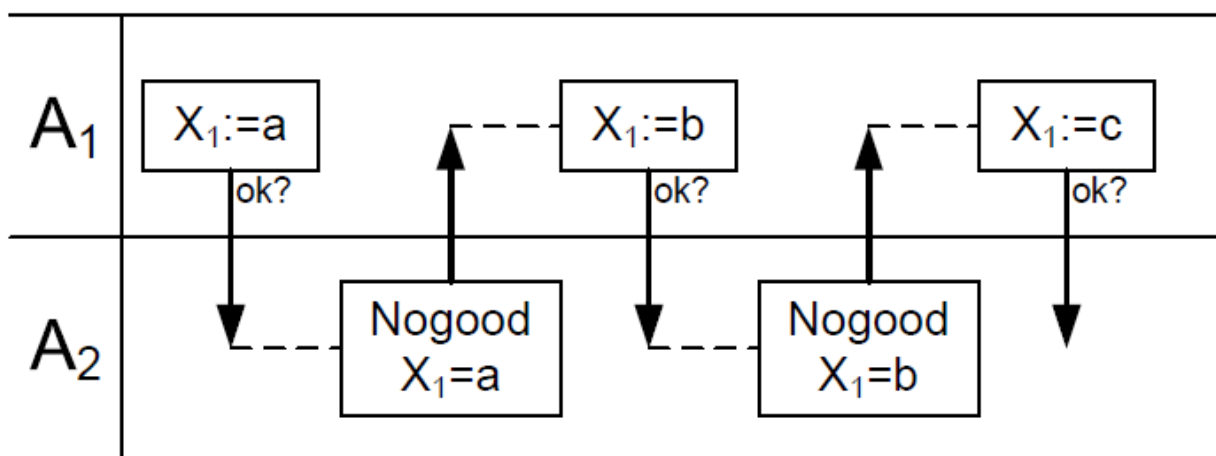 A₁
X₁:=a
ok?
X₁:=b
ok?
X₁:=c
ok?
A₂
Nogood
X₁=a
Nogood
X₁=b